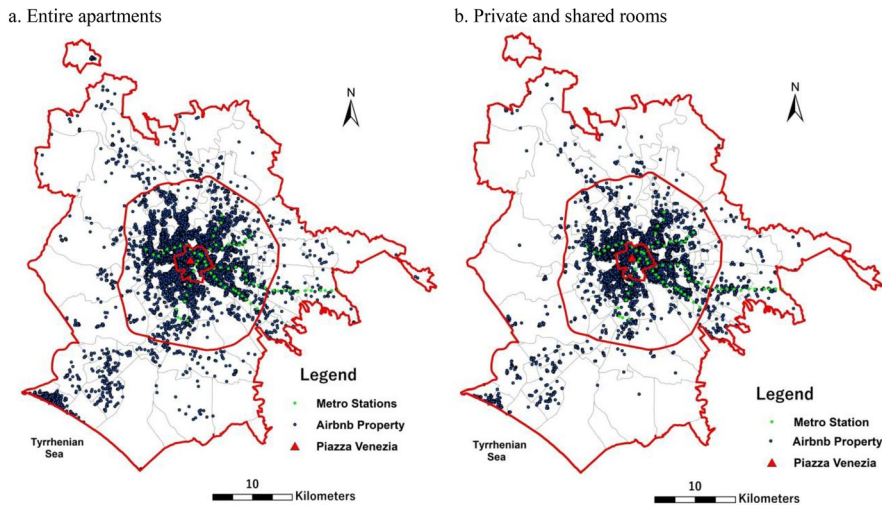 a. Entire apartments
N
Legend
Metro Stations
Airbnb Property
Piazza Venezia
Tyrrhenian
Sea
10
Kilometers
b. Private and shared rooms
N
Legend
Metro Station
Airbnb Property
Piazza Venezia
Tyrrhenian
Sea
10
Kilometers